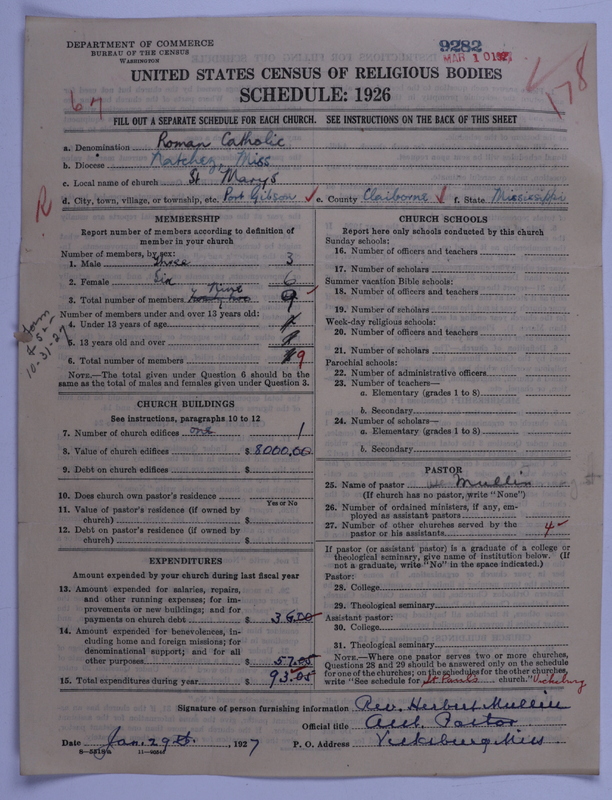 DEPARTMENT OF COMMERCE
BUREAU OF THE CENSUS
WASHINGTON
9282
MAR 10 1927
178
67
UNITED STATES CENSUS OF RELIGIOUS BODIES
SCHEDULE: 1926
FILL OUT A SEPARATE SCHEDULE FOR EACH CHURCH. SEE INSTRUCTIONS ON THE BACK OF THIS SHEET
a. Denomination Roman Catholic
b. Diocese Natchez, Miss
c. Local name of church St Marys
R
d. City, town, village, or township, etc. Port Gibson e. County Claiborne f. State Mississippi
MEMBERSHIP
Report number of members according to definition of
member in your church
Number of members, by sex:
1. Male three 3
2. Female Six 6
3. Total number of members Nine 9
Number of members under and over 13 years old:
4. Under 13 years of age
5. 13 years old and over
6. Total number of members 9
NOTE.—The total given under Question 6 should be the
same as the total of males and females given under Question 3.
10-31-27
CHURCH BUILDINGS
See instructions, paragraphs 10 to 12
7. Number of church edifices one 1
8. Value of church edifices $ 8000.00
9. Debt on church edifices $
10. Does church own pastor's residence
Yes or No
11. Value of pastor's residence (if owned by
church) $
12. Debt on pastor's residence (if owned by
church) $
EXPENDITURES
Amount expended by your church during last fiscal year
13. Amount expended for salaries, repairs,
and other running expenses; for im-
provements or new buildings; and for
payments on church debt $ 36.00
14. Amount expended for benevolences, in-
cluding home and foreign missions; for
denominational support; and for all
other purposes $ 57.05
15. Total expenditures during year $ 93.05
CHURCH SCHOOLS
Report here only schools conducted by this church
Sunday schools:
16. Number of officers and teachers
17. Number of scholars
Summer vacation Bible schools:
18. Number of officers and teachers
19. Number of scholars
Week-day religious schools:
20. Number of officers and teachers
21. Number of scholars
Parochial schools:
22. Number of administrative officers
23. Number of teachers—
a. Elementary (grades 1 to 8)
b. Secondary
24. Number of scholars—
a. Elementary (grades 1 to 8)
b. Secondary
PASTOR
25. Name of pastor Mullin
(If church has no pastor, write "None")
26. Number of ordained ministers, if any, em-
ployed as assistant pastors
27. Number of other churches served by the
pastor or his assistants 4
If pastor (or assistant pastor) is a graduate of a college or
theological seminary, give name of institution below. (If
not a graduate, write "No" in the space indicated.)
Pastor:
28. College
29. Theological seminary
Assistant pastor:
30. College
31. Theological seminary
NOTE.—Where one pastor serves two or more churches,
Questions 28 and 29 should be answered only on the schedule
for one of the churches; on the schedules for the other churches,
write "See schedule for St Pauls church." Vicksburg
Signature of person furnishing information Rev. Herbert Mullin
Official title Asst. Pastor
Date Jan. 29th, 1927 P. O. Address Vicksburg Miss